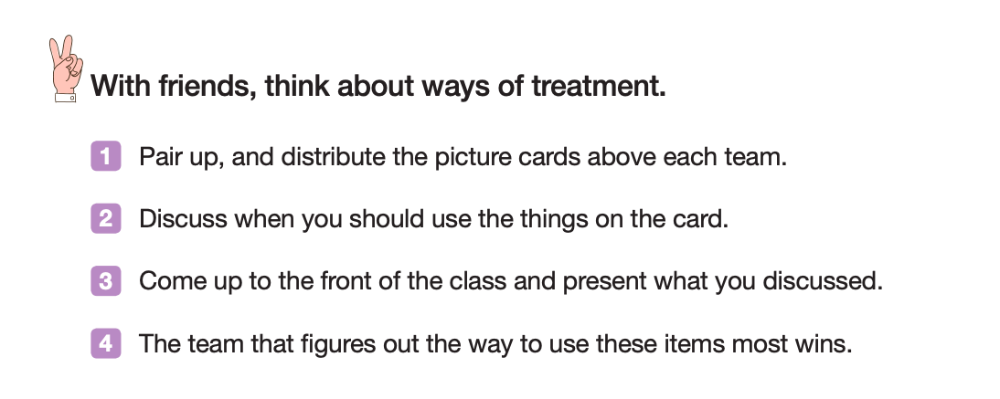 With friends, think about ways of treatment.
1 Pair up, and distribute the picture cards above each team.
2 Discuss when you should use the things on the card.
3 Come up to the front of the class and present what you discussed.
4 The team that figures out the way to use these items most wins.